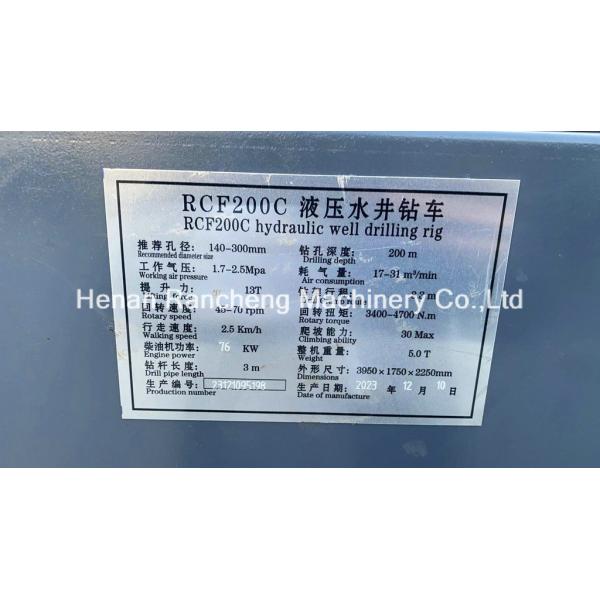 RCF200C 液压水井钻车
RCF200C hydraulic well drilling rig
推荐孔径: 140-300mm 钻孔深度: 200 m
Recommended diameter size Drilling depth
工作气压: 1.7-2.5Mpa 耗气量: 17-31 m³/min
Working air pressure Air consumption
提升力: 13T
Henan Rancheng Machinery Co.,Ltd
回转速度: 45-70 rpm 回转扭矩: 3400-4700 N.m
Rotary speed Rotary torque
行走速度: 2.5 Km/h 爬坡能力: 30 Max
Walking speed Climbing ability
柴油机功率: 76 KW 整机重量: 5.0 T
Engine power Weight
钻杆长度: 3 m 外形尺寸: 3950×1750×2250mm
Drill pipe length Dimensions
生产编号: 23121095198 生产日期: 2023 年 12 月 10
Production number Date of manufacture